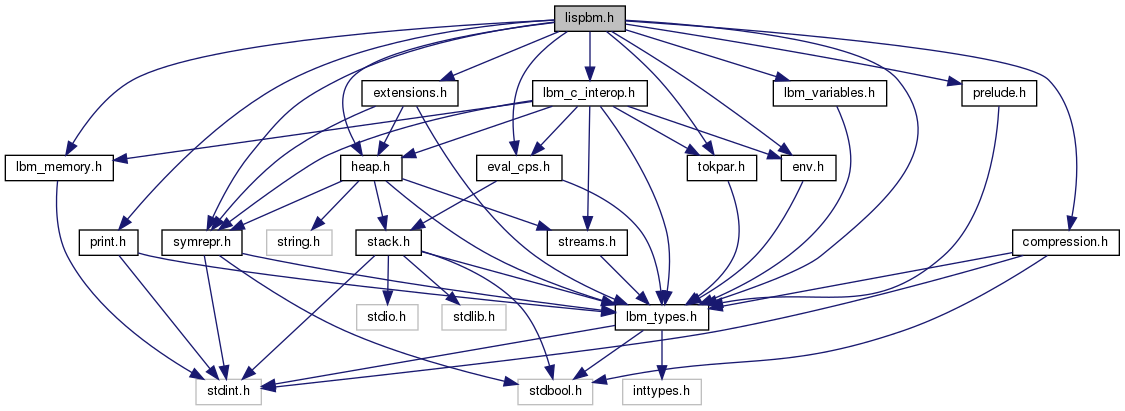 lispbm.h
extensions.h
lbm_c_interop.h
lbm_variables.h
prelude.h
lbm_memory.h
heap.h
eval_cps.h
tokpar.h
env.h
print.h
symrepr.h
string.h
stack.h
streams.h
compression.h
stdio.h
stdlib.h
lbm_types.h
stdint.h
stdbool.h
inttypes.h